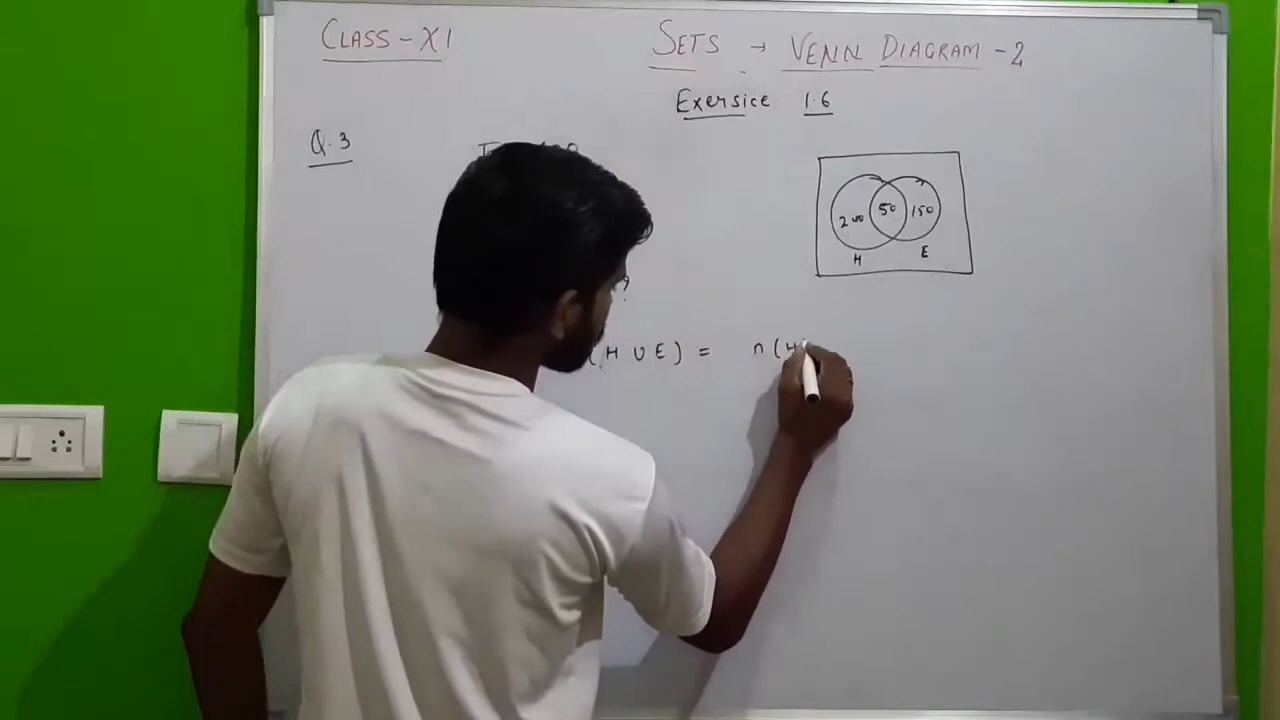 CLASS - XI
SETS → VENN DIAGRAM - 2
Exersice 1.6
Q.3
200 50 150
H E
(H ∪ E) = n(H